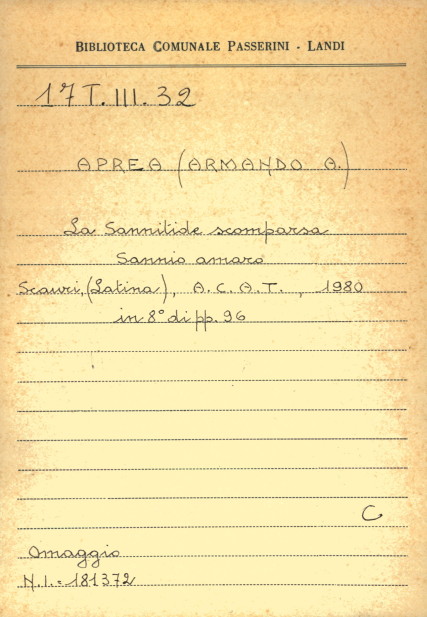 BIBLIOTECA COMUNALE PASSERINI - LANDI
17 T. III. 32
APREA (ARMANDO A.)
La Sannitide scomparsa
Sannio amaro
Scauri, (Latina), A.C.A.T., 1980
in 8° di pp. 96
C
Omaggio
N.I. = 181372